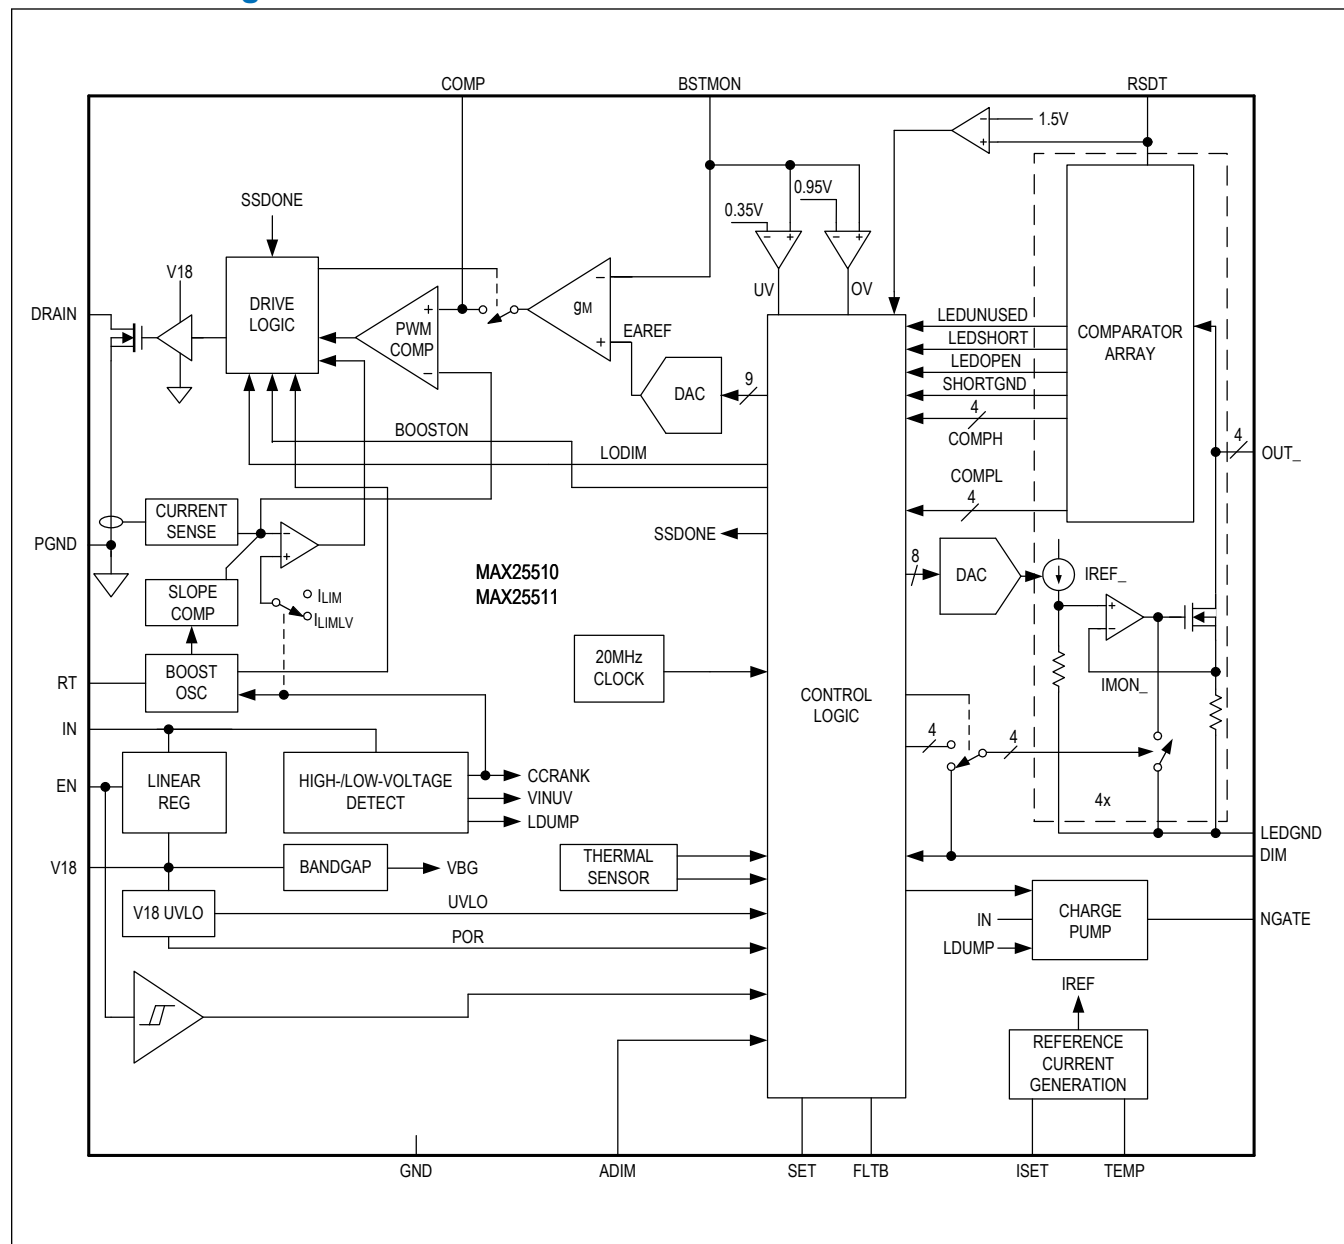 COMP
BSTMON
RSDT
1.5V
0.95V
0.35V
SSDONE
V18
DRAIN
DRIVE
LOGIC
+
PWM
COMP
−
−
gM
+
EAREF
UV
OV
−
+
−
+
−
+
DAC
9
LEDUNUSED
LEDSHORT
LEDOPEN
SHORTGND
4
COMPH
COMPL
4
COMPARATOR
ARRAY
4
OUT_
BOOSTON
LODIM
CURRENT
SENSE
−
+
PGND
SSDONE
SLOPE
COMP
ILIM
ILIMLV
MAX25510
MAX25511
8
DAC
IREF_
+
−
IMON_
RT
BOOST
OSC
20MHz
CLOCK
CONTROL
LOGIC
4
4
IN
EN
LINEAR
REG
HIGH-/LOW-VOLTAGE
DETECT
CCRANK
VINUV
LDUMP
4x
LEDGND
DIM
V18
BANDGAP
VBG
THERMAL
SENSOR
V18 UVLO
UVLO
POR
IN
LDUMP
CHARGE
PUMP
NGATE
IREF
REFERENCE
CURRENT
GENERATION
GND
ADIM
SET
FLTB
ISET
TEMP